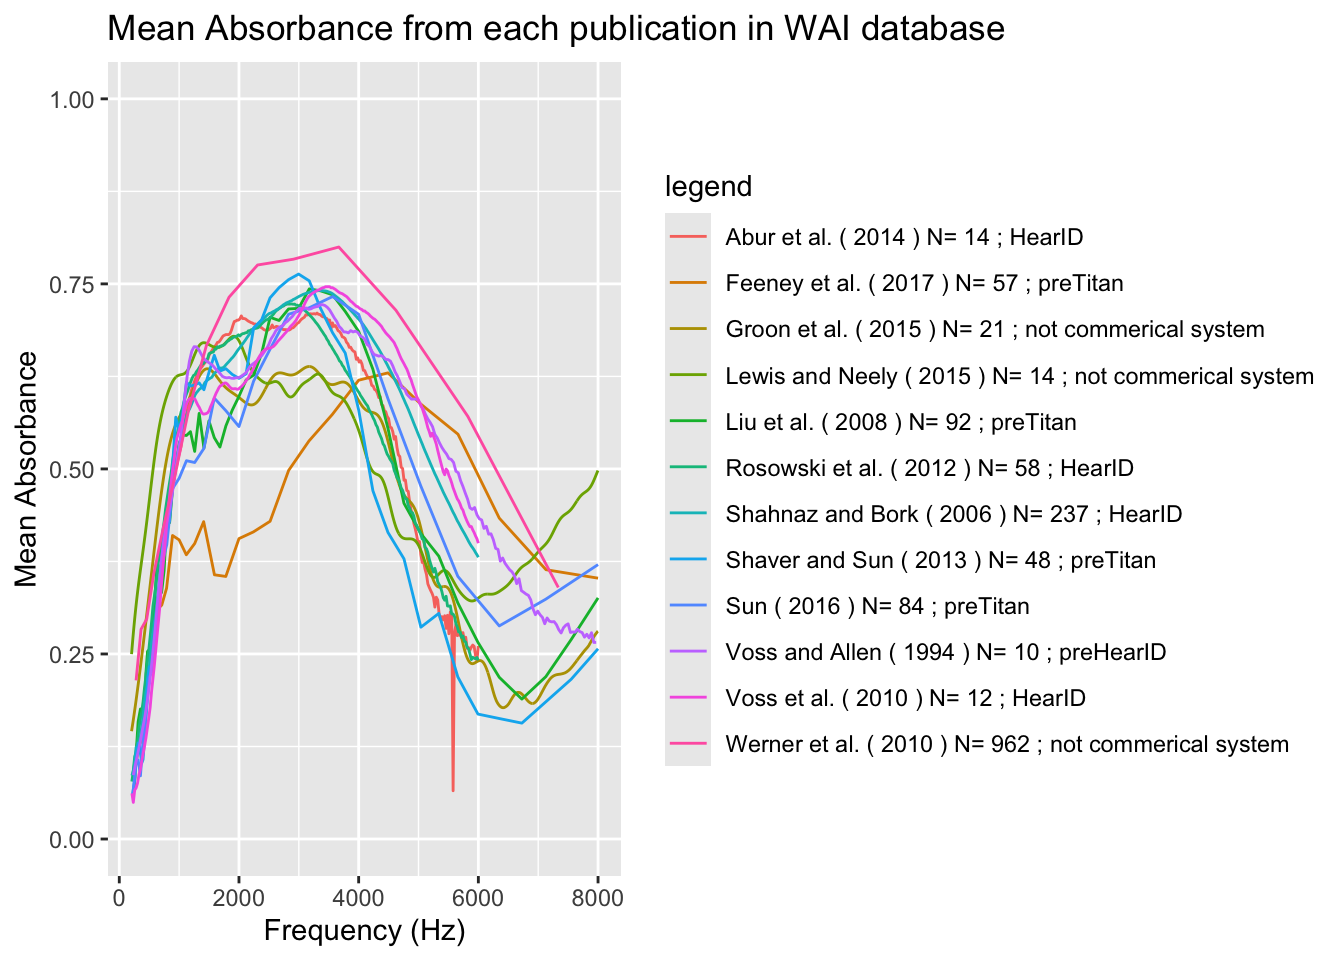 Mean Absorbance from each publication in WAI database
1.00
0.75
0.50
0.25
0.00
Mean Absorbance
0 2000 4000 6000 8000
Frequency (Hz)
legend
Abur et al. ( 2014 ) N= 14 ; HearID
Feeney et al. ( 2017 ) N= 57 ; preTitan
Groon et al. ( 2015 ) N= 21 ; not commerical system
Lewis and Neely ( 2015 ) N= 14 ; not commerical system
Liu et al. ( 2008 ) N= 92 ; preTitan
Rosowski et al. ( 2012 ) N= 58 ; HearID
Shahnaz and Bork ( 2006 ) N= 237 ; HearID
Shaver and Sun ( 2013 ) N= 48 ; preTitan
Sun ( 2016 ) N= 84 ; preTitan
Voss and Allen ( 1994 ) N= 10 ; preHearID
Voss et al. ( 2010 ) N= 12 ; HearID
Werner et al. ( 2010 ) N= 962 ; not commerical system